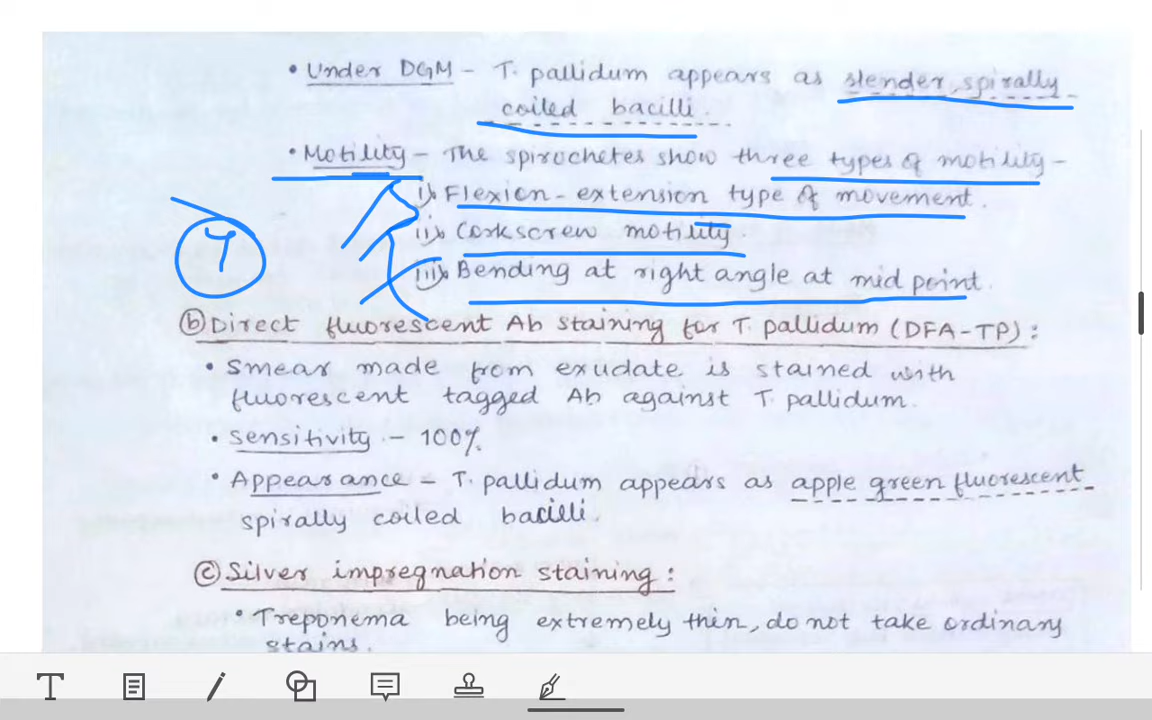 • Under DGM - T. pallidum appears as slender, spirally
coiled bacilli.
• Motility - The spirochetes show three types of motility -
i) Flexion - extension type of movement.
ii) Corkscrew motility.
iii) Bending at right angle at mid point.
Y
ⓑ Direct fluorescent Ab staining for T. pallidum (DFA-TP) :
• Smear made from exudate is stained with
fluorescent tagged Ab against T. pallidum.
• Sensitivity - 100%.
• Appearance - T. pallidum appears as apple green fluorescent
spirally coiled bacilli.
ⓒ Silver impregnation staining :
• Treponema being extremely thin, do not take ordinary
stains.
T